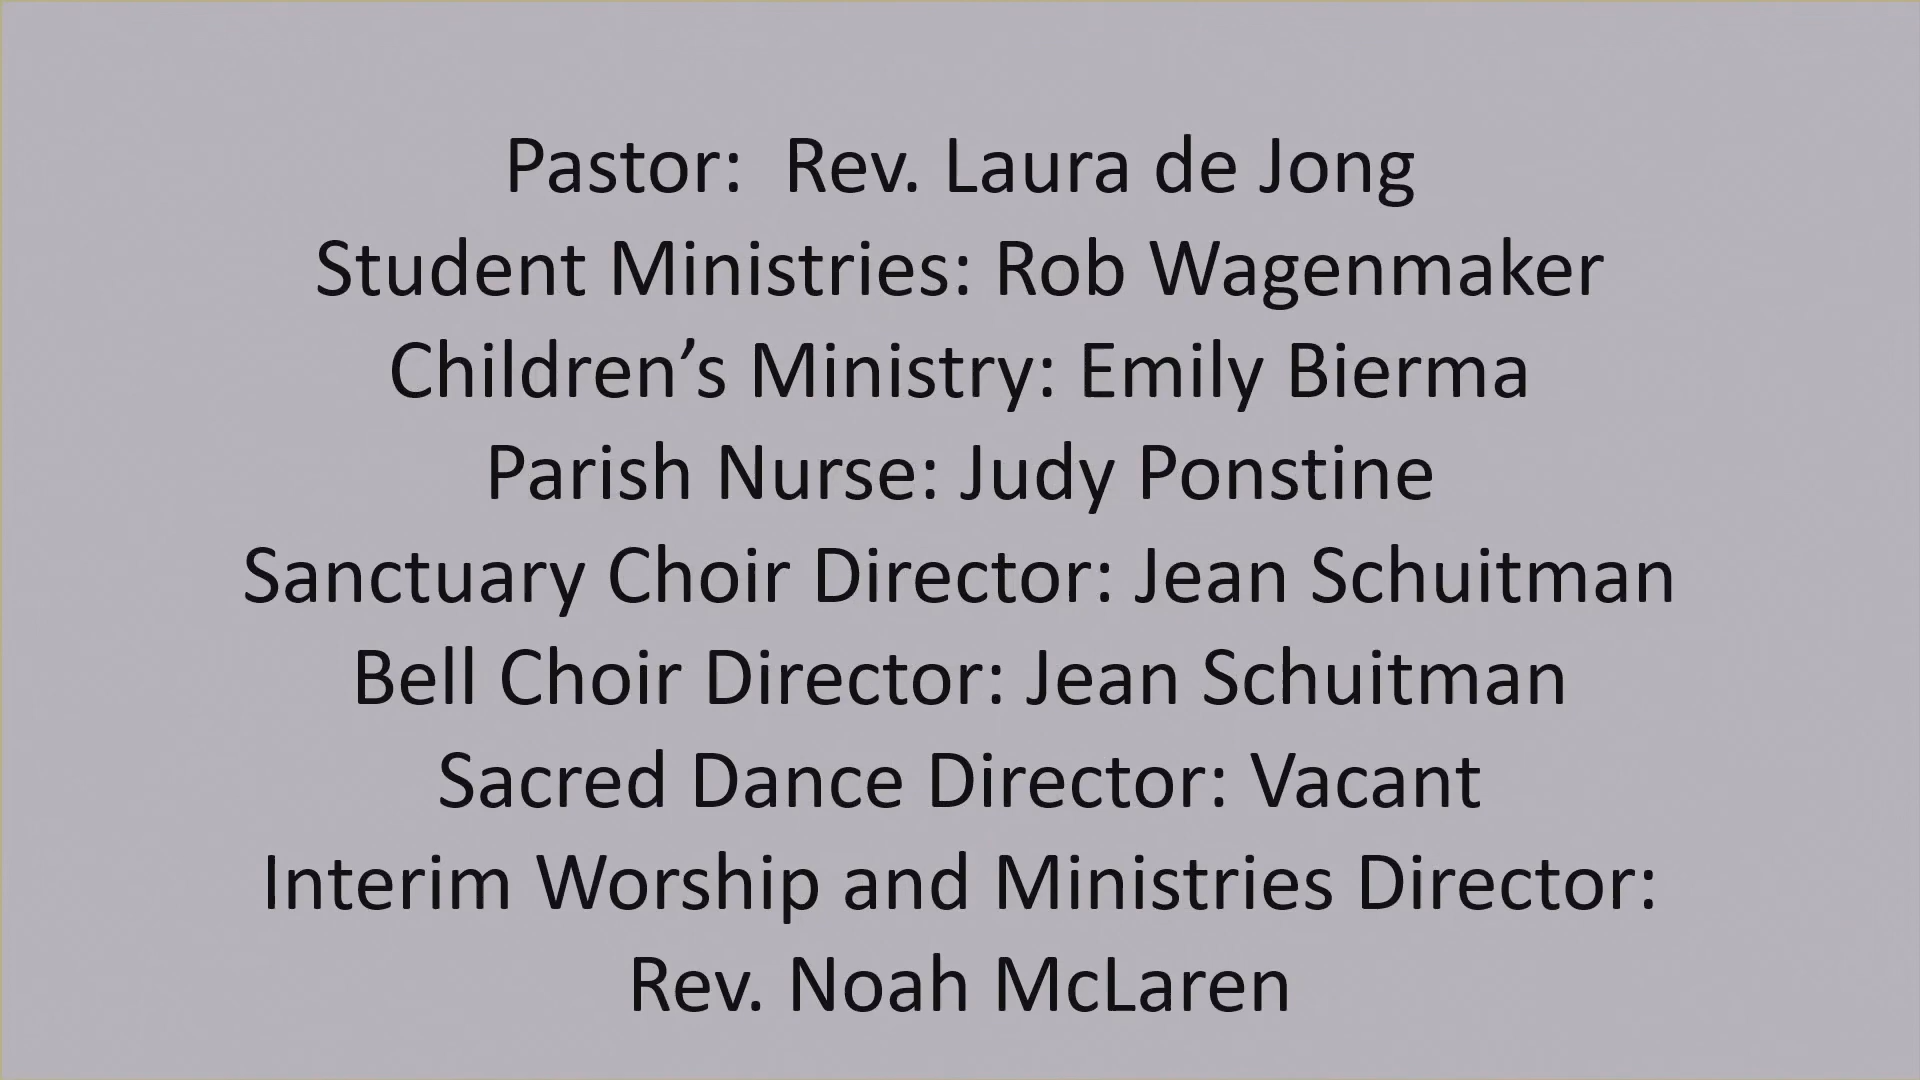 Pastor:  Rev. Laura de Jong
Student Ministries: Rob Wagenmaker
Children’s Ministry: Emily Bierma
Parish Nurse: Judy Ponstine
Sanctuary Choir Director: Jean Schuitman
Bell Choir Director: Jean Schuitman
Sacred Dance Director: Vacant
Interim Worship and Ministries Director:
Rev. Noah McLaren